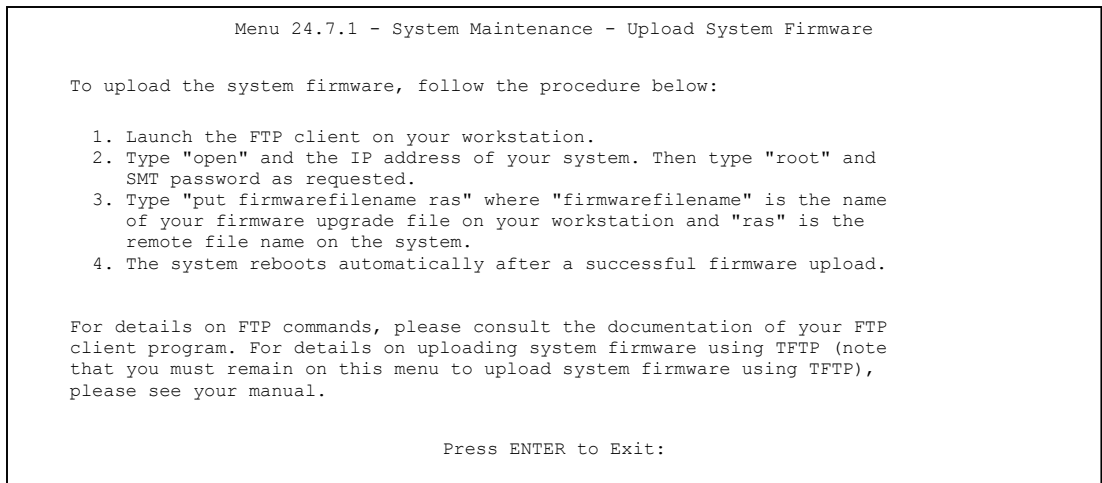 Menu 24.7.1 - System Maintenance - Upload System Firmware
To upload the system firmware, follow the procedure below:
1. Launch the FTP client on your workstation.
2. Type "open" and the IP address of your system. Then type "root" and
SMT password as requested.
3. Type "put firmwarefilename ras" where "firmwarefilename" is the name
of your firmware upgrade file on your workstation and "ras" is the
remote file name on the system.
4. The system reboots automatically after a successful firmware upload.
For details on FTP commands, please consult the documentation of your FTP
client program. For details on uploading system firmware using TFTP (note
that you must remain on this menu to upload system firmware using TFTP),
please see your manual.
Press ENTER to Exit: